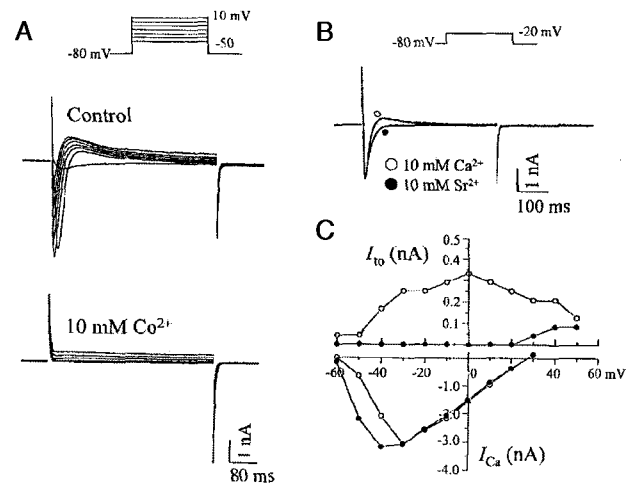 A
10 mV
-80 mV
-50
Control
10 mM Co²⁺
1 nA
80 ms
B
-80 mV
-20 mV
○ 10 mM Ca²⁺
● 10 mM Sr²⁺
1 nA
100 ms
C
I_to (nA)
0.5
0.4
0.3
0.2
0.1
-60 -40 -20 0 20 40 60 mV
-1.0
-2.0
-3.0
-4.0
I_Ca (nA)